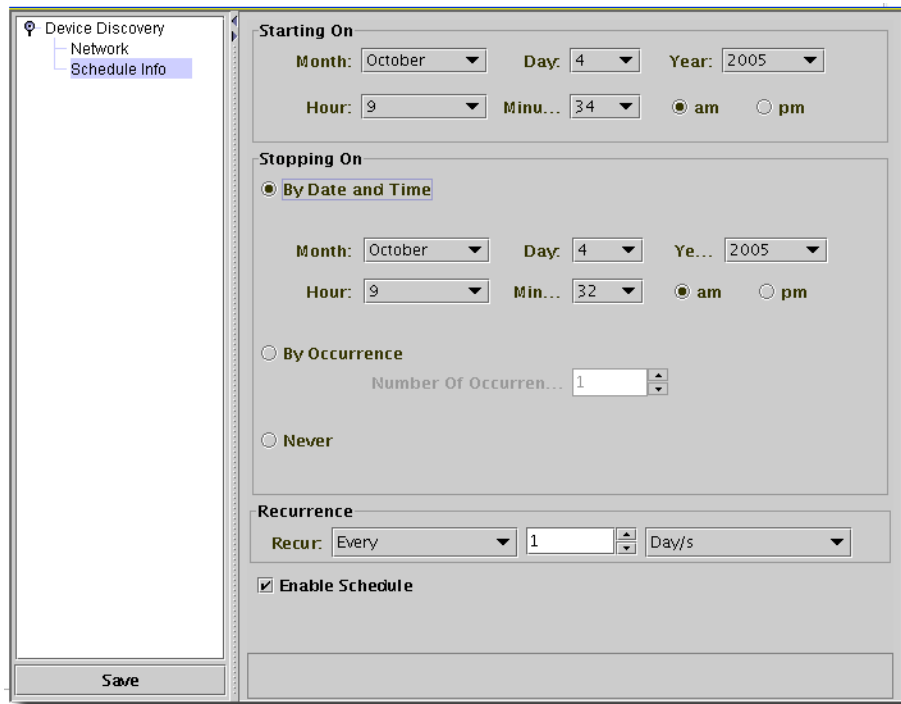 Device Discovery
Network
Schedule Info
Save
Starting On
Month: October Day: 4 Year: 2005
Hour: 9 Minu... 34 am pm
Stopping On
By Date and Time
Month: October Day: 4 Ye... 2005
Hour: 9 Min... 32 am pm
By Occurrence
Number Of Occurren... 1
Never
Recurrence
Recur: Every 1 Day/s
Enable Schedule